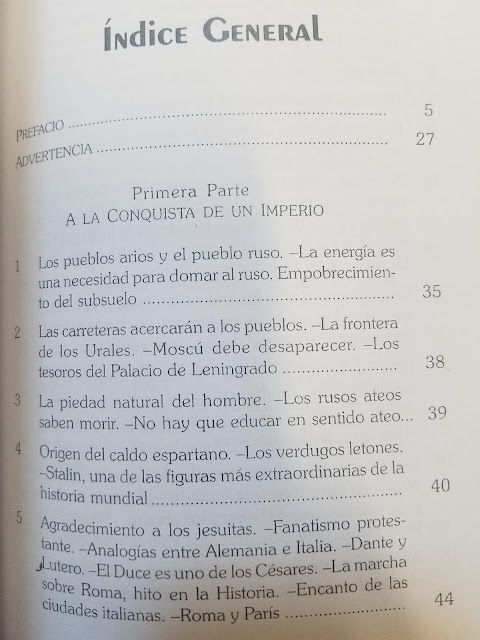 Índice General
Prefacio ........ 5
Advertencia ........ 27
Primera Parte
A la Conquista de un Imperio
1 Los pueblos arios y el pueblo ruso. –La energía es
una necesidad para domar al ruso. Empobrecimien-
to del subsuelo ........ 35
2 Las carreteras acercarán a los pueblos. –La frontera
de los Urales. –Moscú debe desaparecer. –Los
tesoros del Palacio de Leningrado ........ 38
3 La piedad natural del hombre. –Los rusos ateos
saben morir. –No hay que educar en sentido ateo... 39
4 Origen del caldo espartano. –Los verdugos letones.
–Stalin, una de las figuras más extraordinarias de la
historia mundial ........ 40
5 Agradecimiento a los jesuitas. –Fanatismo protes-
tante. –Analogías entre Alemania e Italia. –Dante y
Lutero. –El Duce es uno de los Césares. –La marcha
sobre Roma, hito en la Historia. –Encanto de las
ciudades italianas. –Roma y París ........ 44